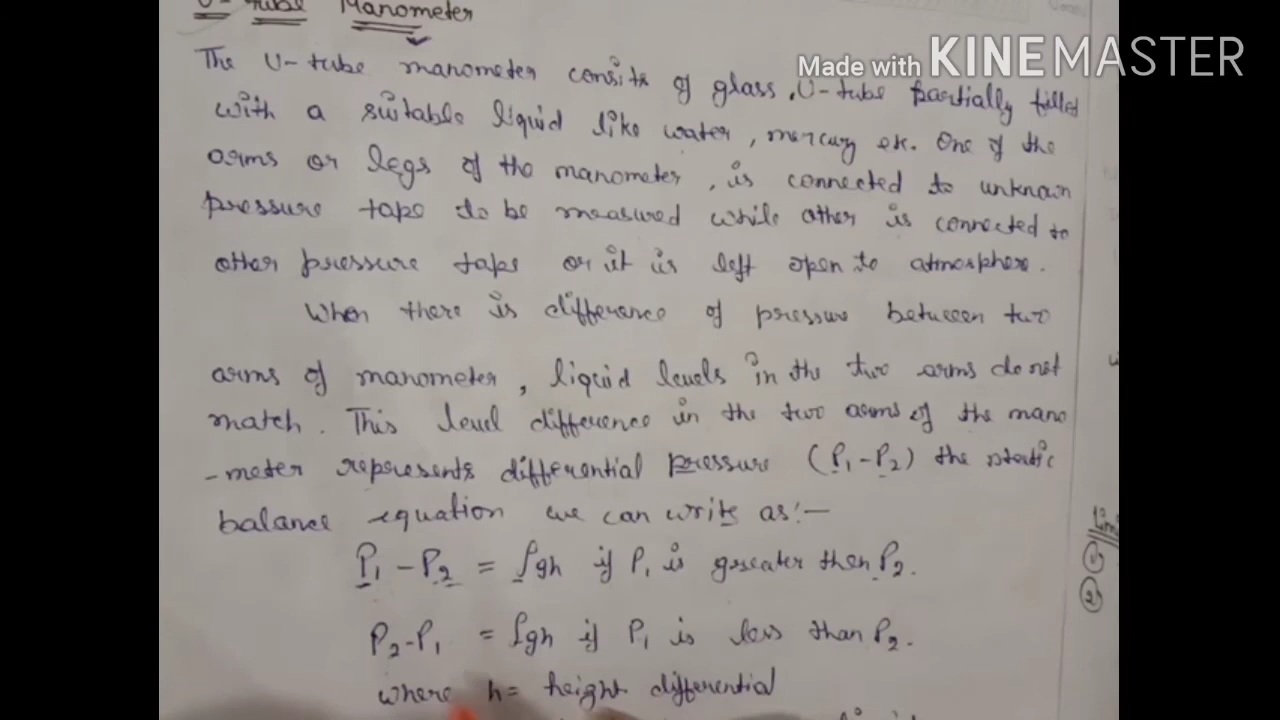 U-Tube Manometer
Made with KINEMASTER
The U-tube manometer consits of glass, U-tube partially filled
with a suitable liquid like water, mercury etc. One of the
arms or legs of the manometer, is connected to unknown
pressure taps to be measured while other is connected to
other pressure taps or it is left open to atmosphere.
When there is difference of pressure between two
arms of manometer, liquid levels in the two arms do not
match. This level difference in the two arms of the mano
-meter represents differential pressure (P₁-P₂) the static
balance equation we can write as:-
P₁ - P₂ = ρgh if P₁ is greater then P₂.
P₂-P₁ = ρgh if P₁ is less than P₂.
where h = height differential
①
②